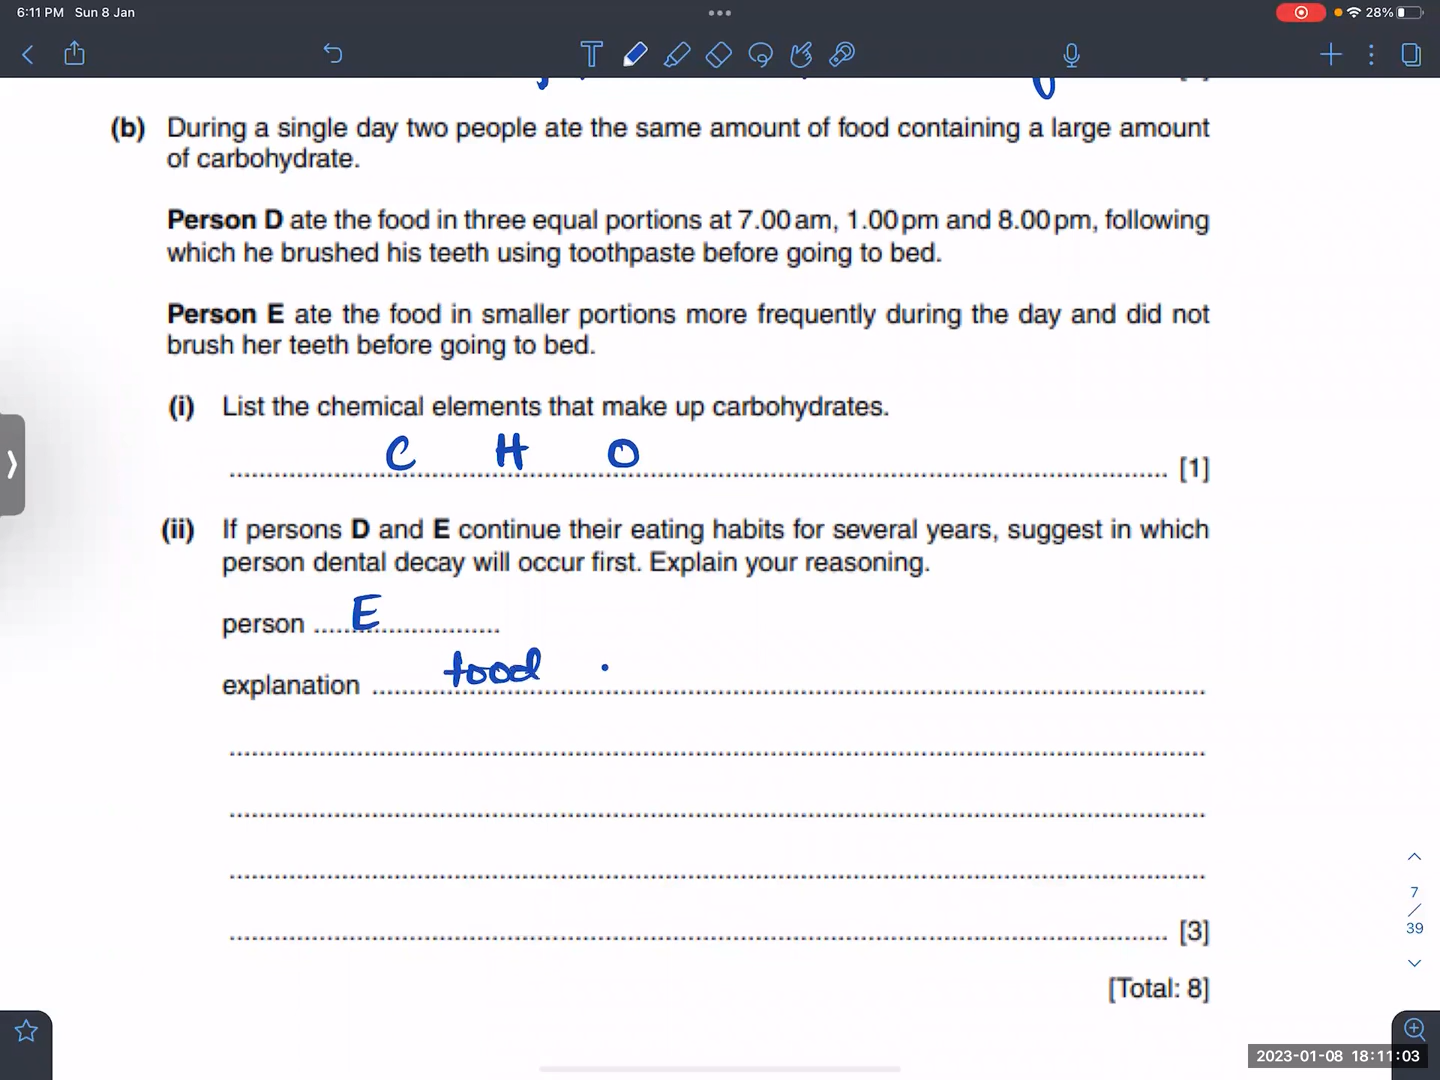 6:11 PM Sun 8 Jan
28%
(b) During a single day two people ate the same amount of food containing a large amount
of carbohydrate.
Person D ate the food in three equal portions at 7.00 am, 1.00 pm and 8.00 pm, following
which he brushed his teeth using toothpaste before going to bed.
Person E ate the food in smaller portions more frequently during the day and did not
brush her teeth before going to bed.
(i) List the chemical elements that make up carbohydrates.
C H O
[1]
(ii) If persons D and E continue their eating habits for several years, suggest in which
person dental decay will occur first. Explain your reasoning.
person E
explanation food
[3]
[Total: 8]
7
/
39
2023-01-08 18:11:03